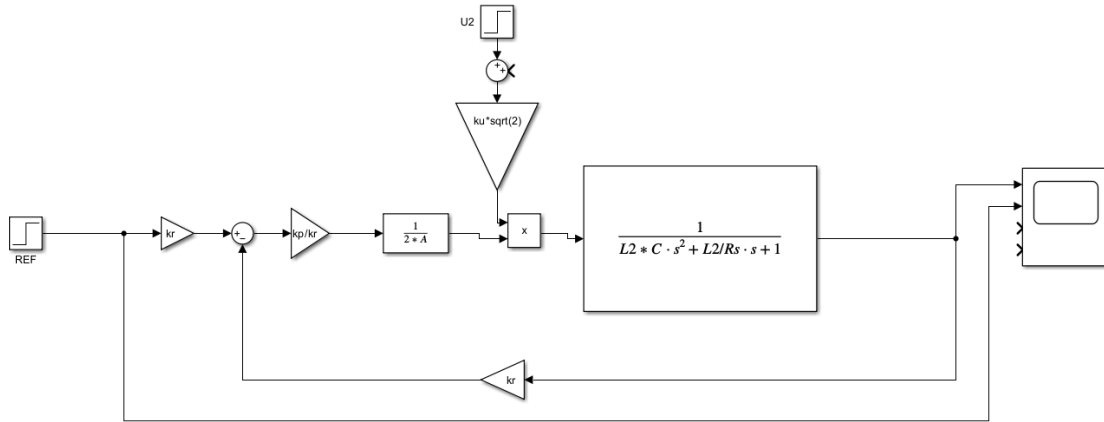 U2
+
+
ku*sqrt(2)
REF
kr
+
−
kp/kr
1
2 * A
x
1
L2 * C · s² + L2/Rs · s + 1
kr